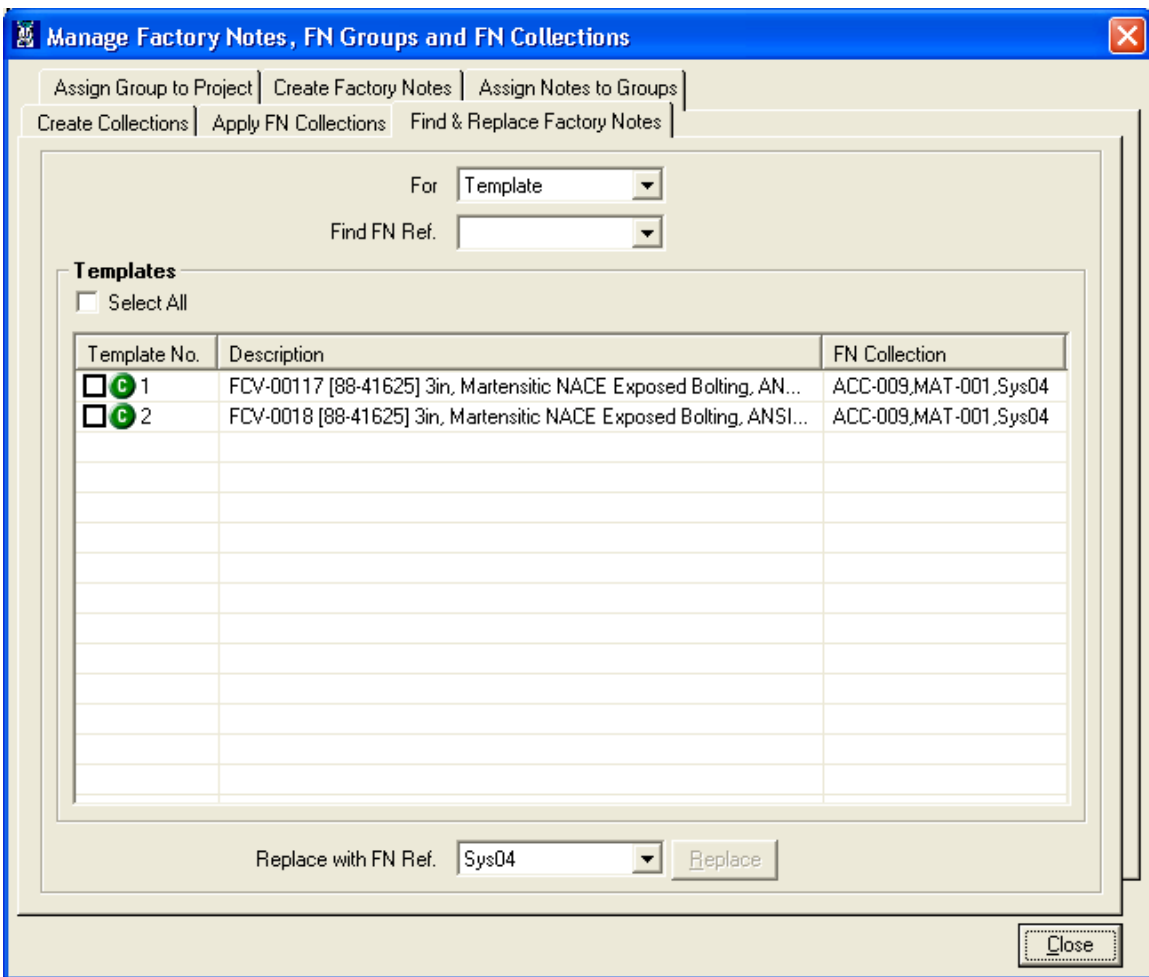 Manage Factory Notes, FN Groups and FN Collections
Assign Group to Project Create Factory Notes Assign Notes to Groups
Create Collections Apply FN Collections Find & Replace Factory Notes
For Template
Find FN Ref.
Templates
Select All
Template No. Description FN Collection
C 1 FCV-00117 [88-41625] 3in, Martensitic NACE Exposed Bolting, AN... ACC-009,MAT-001,Sys04
C 2 FCV-0018 [88-41625] 3in, Martensitic NACE Exposed Bolting, ANSI... ACC-009,MAT-001,Sys04
Replace with FN Ref. Sys04 Replace
Close